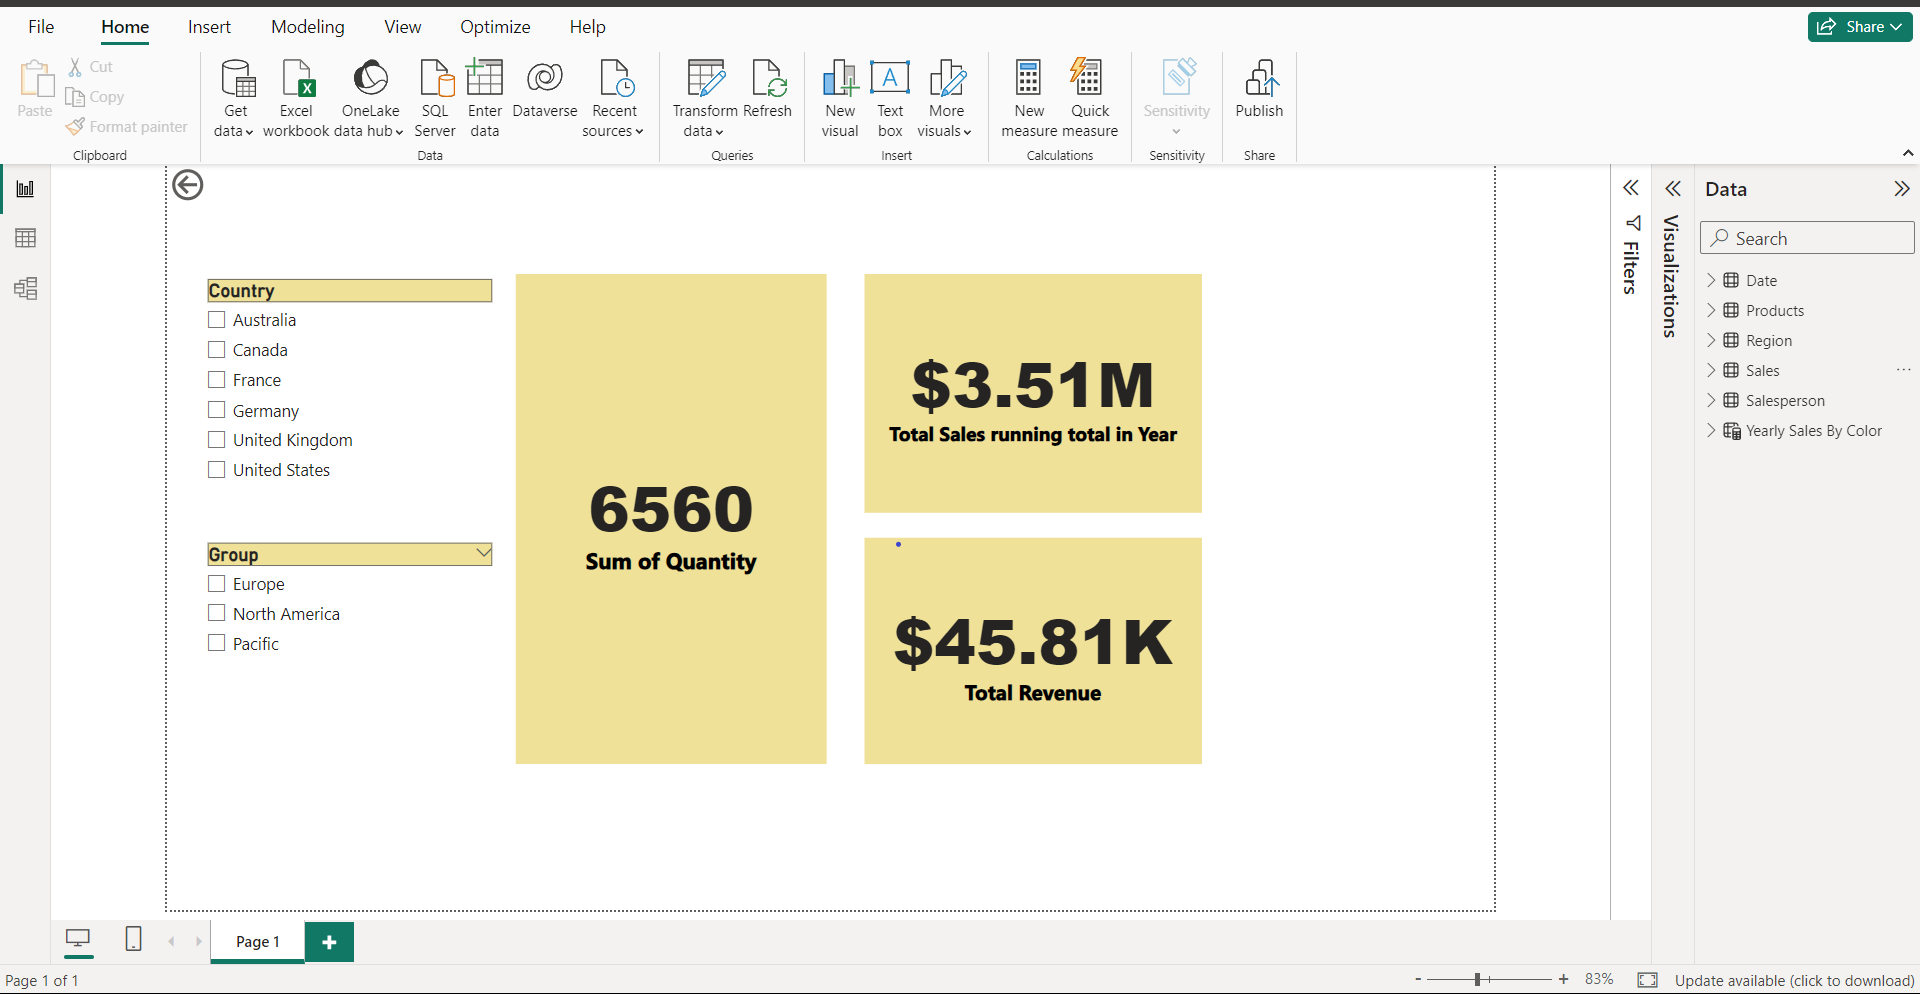 File Home Insert Modeling View Optimize Help Share
Paste
Cut
Copy
Format painter
Clipboard
Get data
Excel workbook
OneLake data hub
SQL Server
Enter data
Dataverse
Recent sources
Data
Transform data
Refresh
Queries
New visual
A
Text box
More visuals
Insert
New measure
Quick measure
Calculations
Sensitivity
Sensitivity
Publish
Share
Country
Australia
Canada
France
Germany
United Kingdom
United States
Group
Europe
North America
Pacific
6560
Sum of Quantity
$3.51M
Total Sales running total in Year
$45.81K
Total Revenue
Filters
Visualizations
Data
Search
Date
Products
Region
Sales
Salesperson
Yearly Sales By Color
Page 1
Page 1 of 1
- + 83%
Update available (click to download)